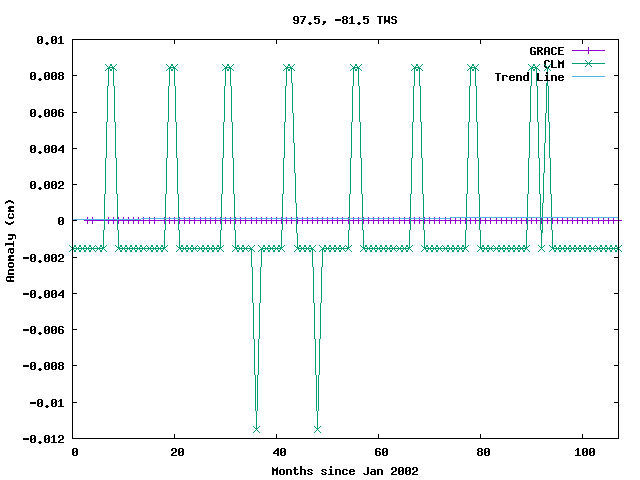 97.5, -81.5 TWS
GRACE
CLM
Trend Line
0.01
0.008
0.006
0.004
0.002
0
-0.002
-0.004
-0.006
-0.008
-0.01
-0.012
Anomaly (cm)
0 20 40 60 80 100
Months since Jan 2002